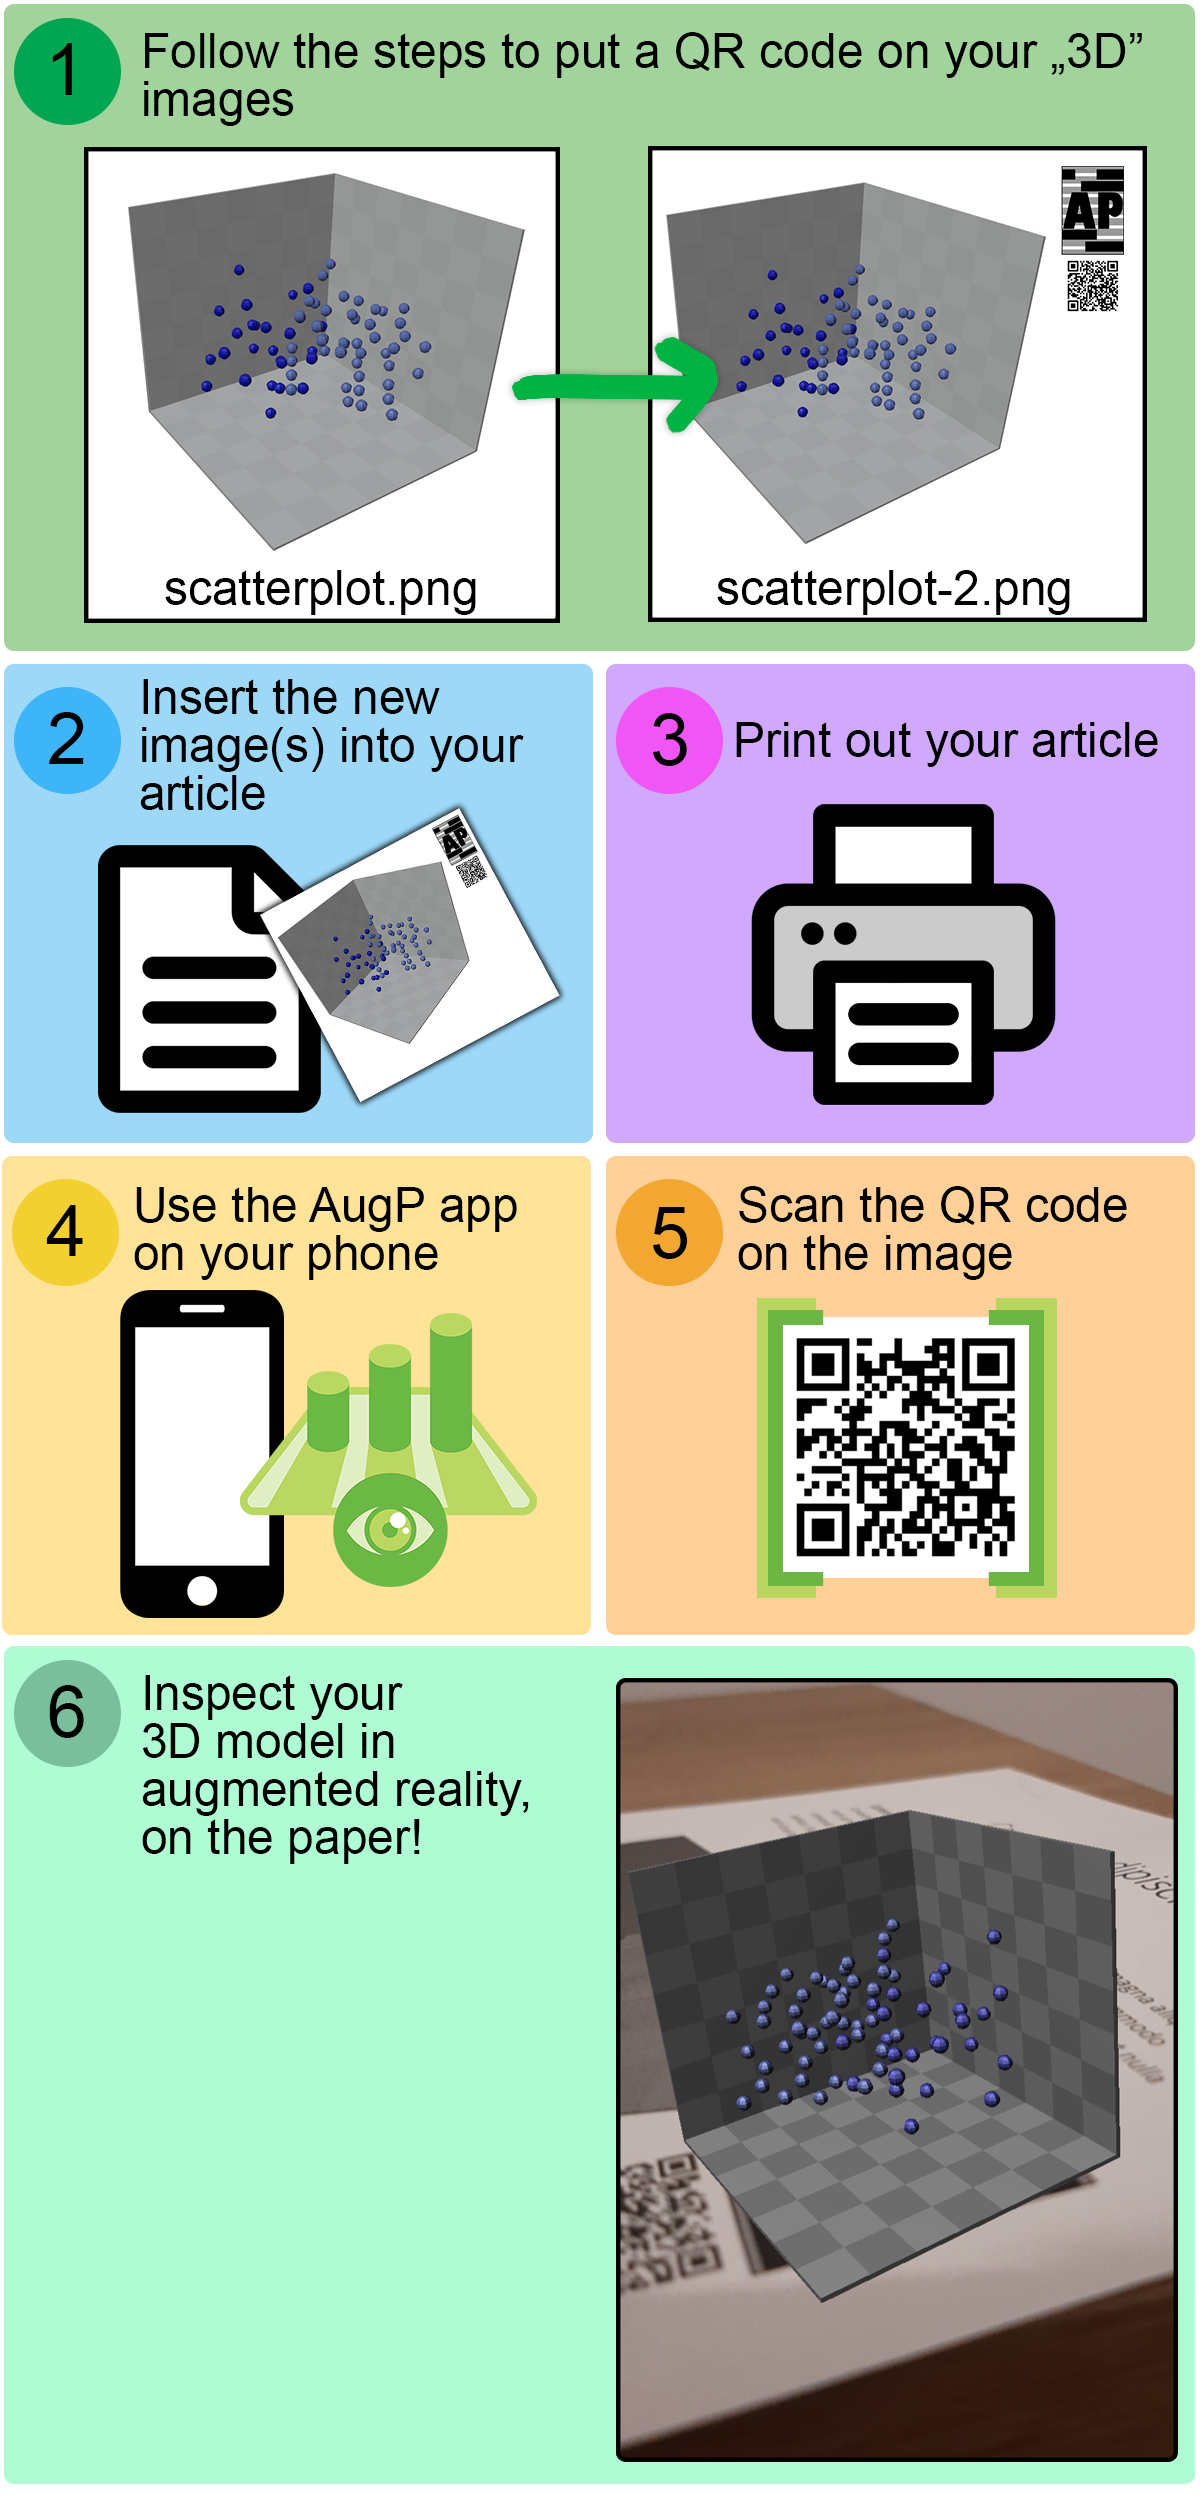 1
Follow the steps to put a QR code on your „3D”
images
AP
scatterplot.png
scatterplot-2.png
2
Insert the new
image(s) into your
article
AP
3
Print out your article
4
Use the AugP app
on your phone
5
Scan the QR code
on the image
6
Inspect your
3D model in
augmented reality,
on the paper!
magna aliq
nulla